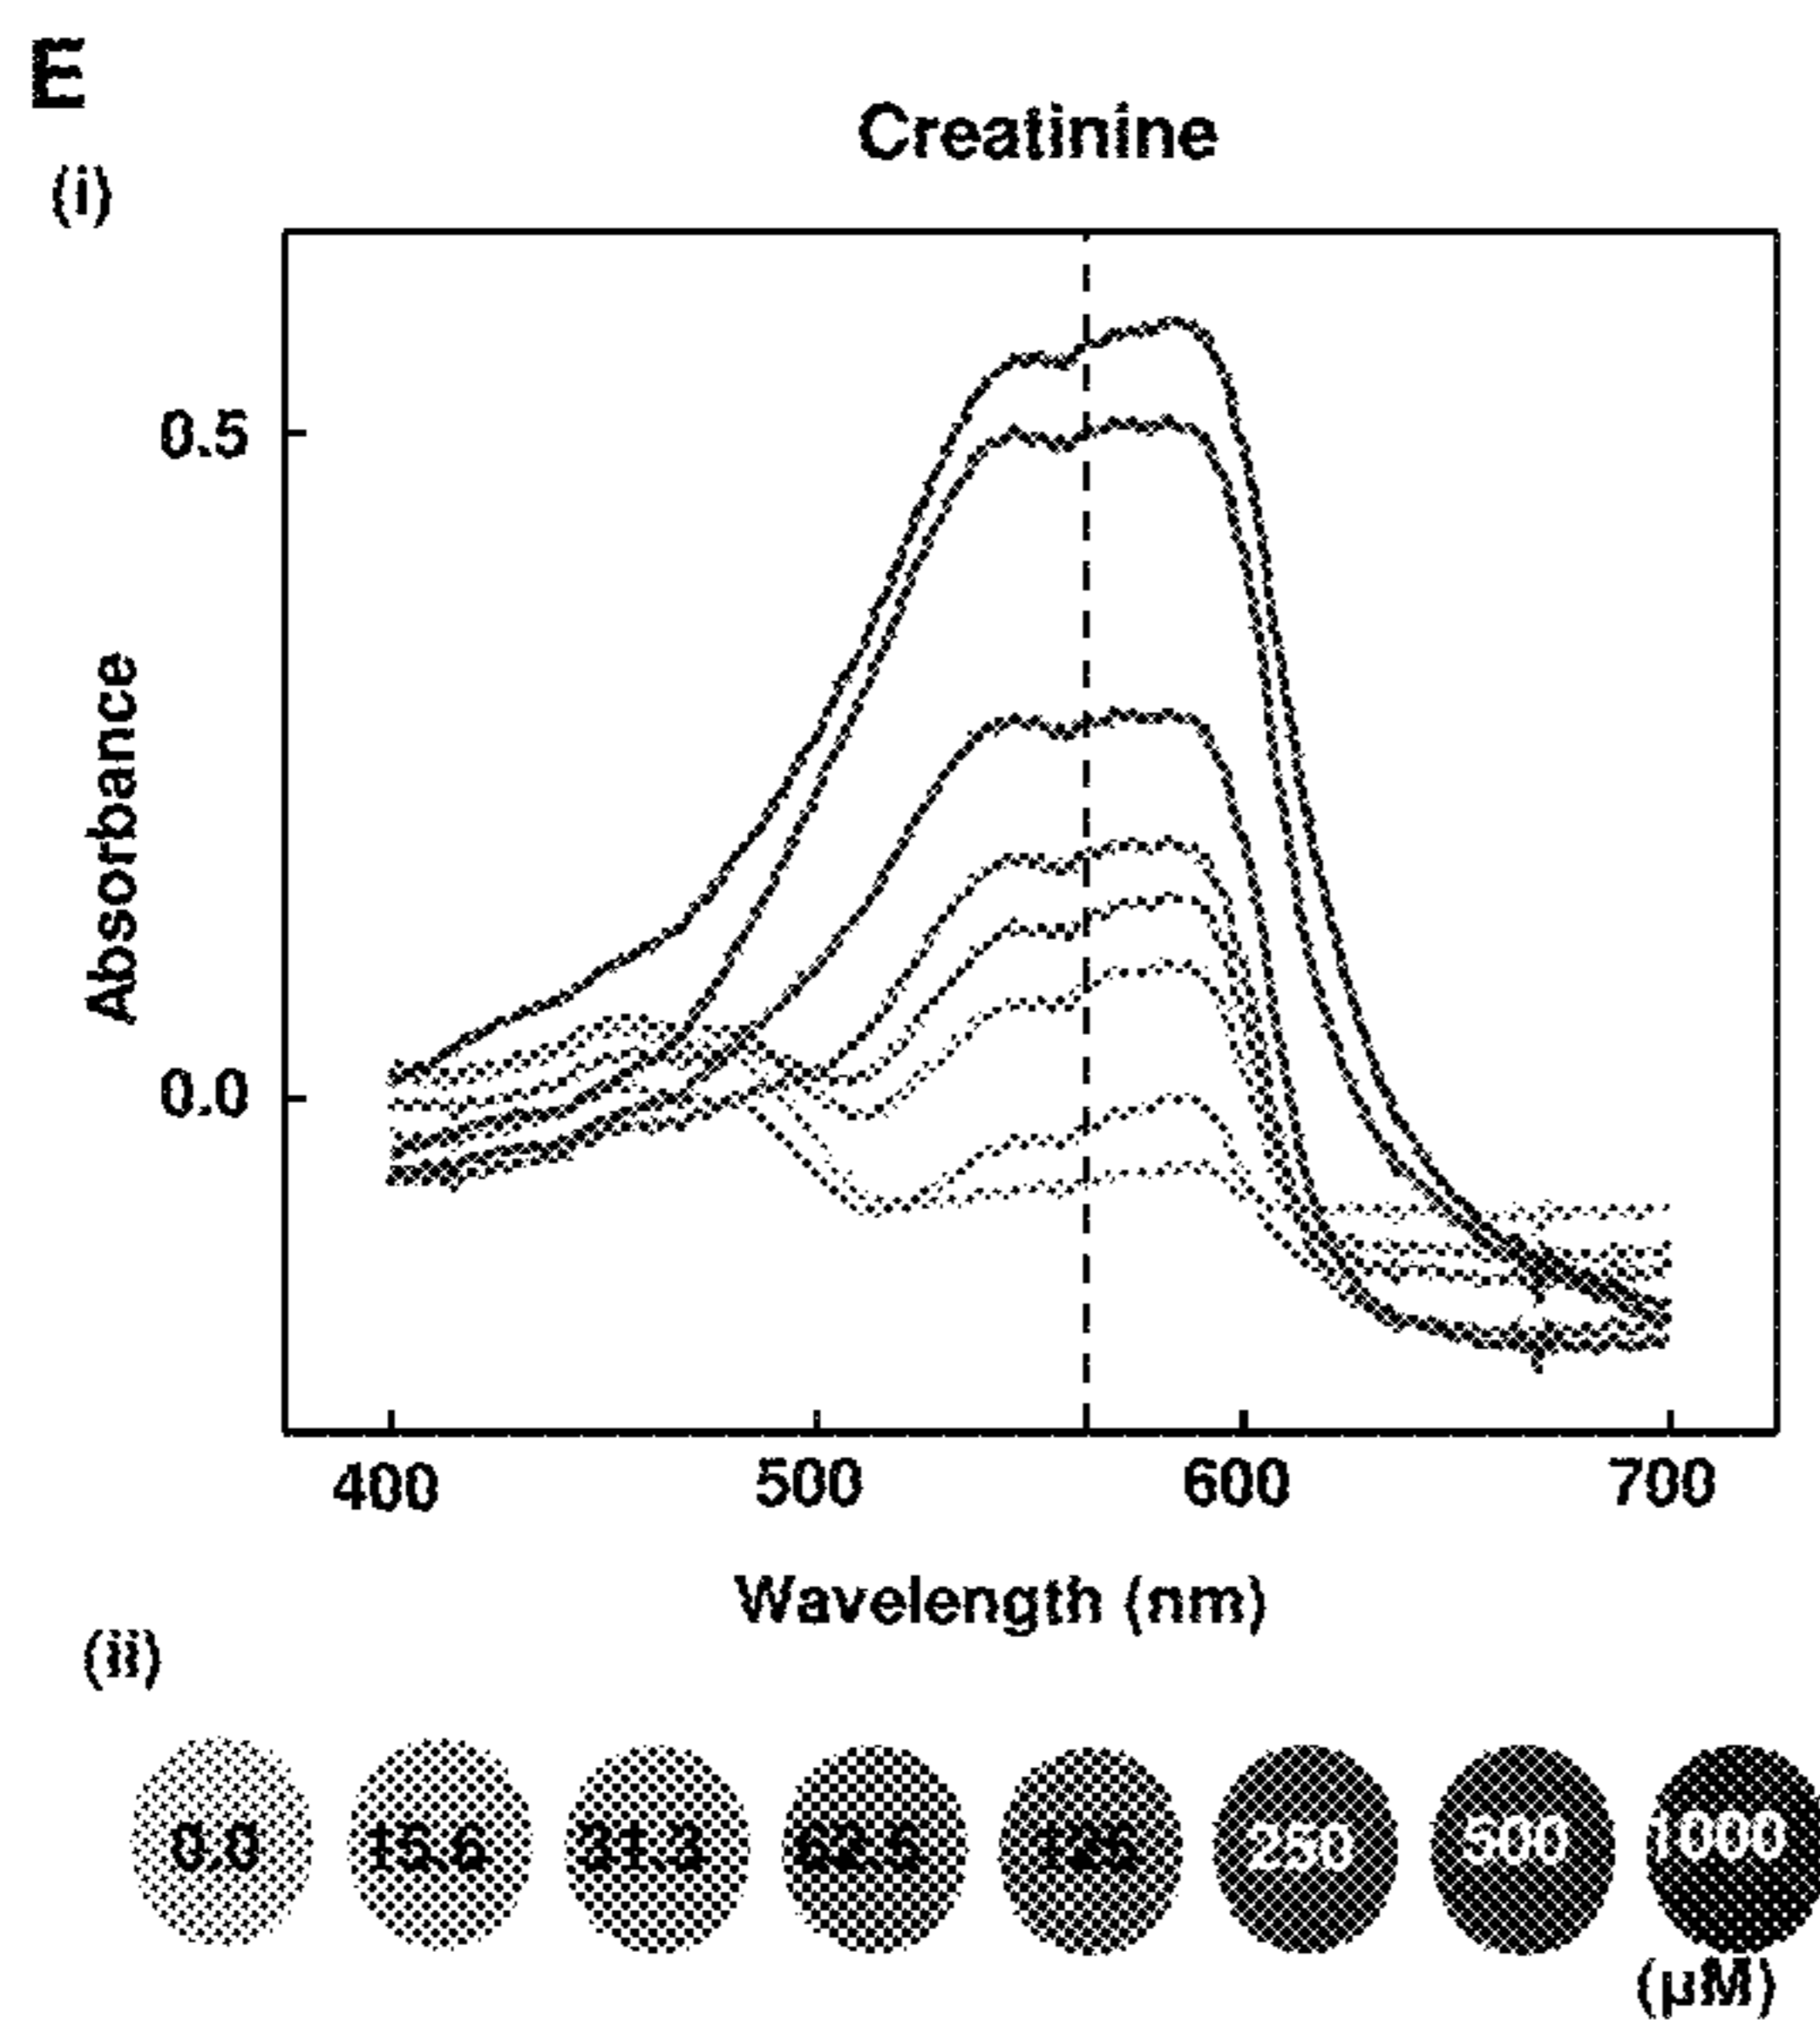 E
Creatinine
(i)
0.5
Absorbance
0.0
400 500 600 700
Wavelength (nm)
(ii)
0.0 15.6 31.3 62.5 125 250 500 1000
(μM)